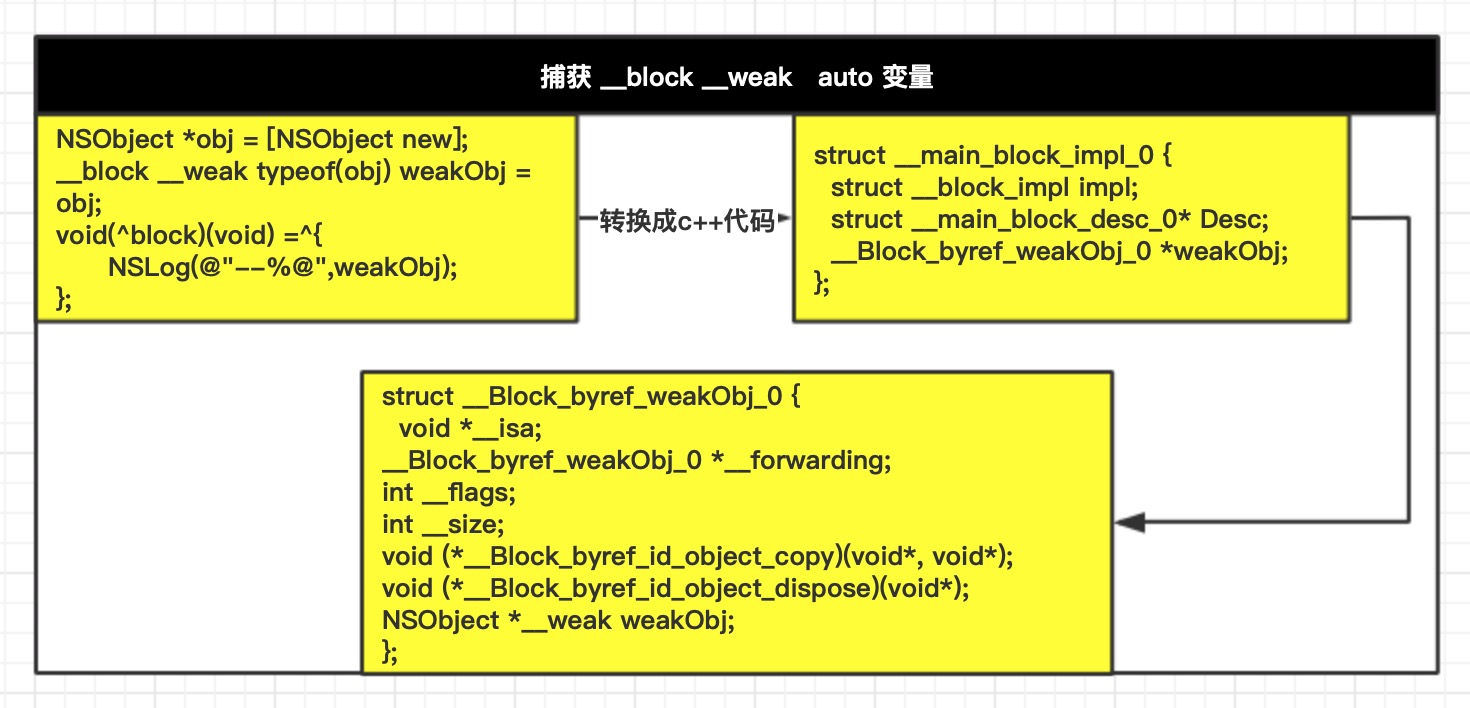 捕获 __block __weak auto 变量
NSObject *obj = [NSObject new];
__block __weak typeof(obj) weakObj =
obj;
void(^block)(void) =^{
NSLog(@"--%@",weakObj);
};
转换成c++代码
struct __main_block_impl_0 {
struct __block_impl impl;
struct __main_block_desc_0* Desc;
__Block_byref_weakObj_0 *weakObj;
};
struct __Block_byref_weakObj_0 {
void *__isa;
__Block_byref_weakObj_0 *__forwarding;
int __flags;
int __size;
void (*__Block_byref_id_object_copy)(void*, void*);
void (*__Block_byref_id_object_dispose)(void*);
NSObject *__weak weakObj;
};